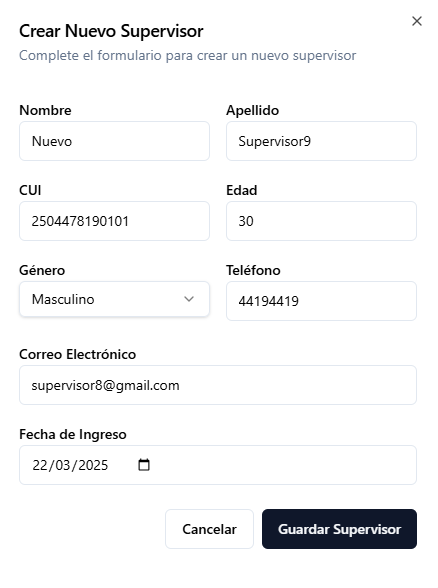 Crear Nuevo Supervisor
Complete el formulario para crear un nuevo supervisor
Nombre
Apellido
Nuevo
Supervisor9
CUI
Edad
2504478190101
30
Género
Teléfono
Masculino
44194419
Correo Electrónico
supervisor8@gmail.com
Fecha de Ingreso
22/03/2025
Cancelar
Guardar Supervisor